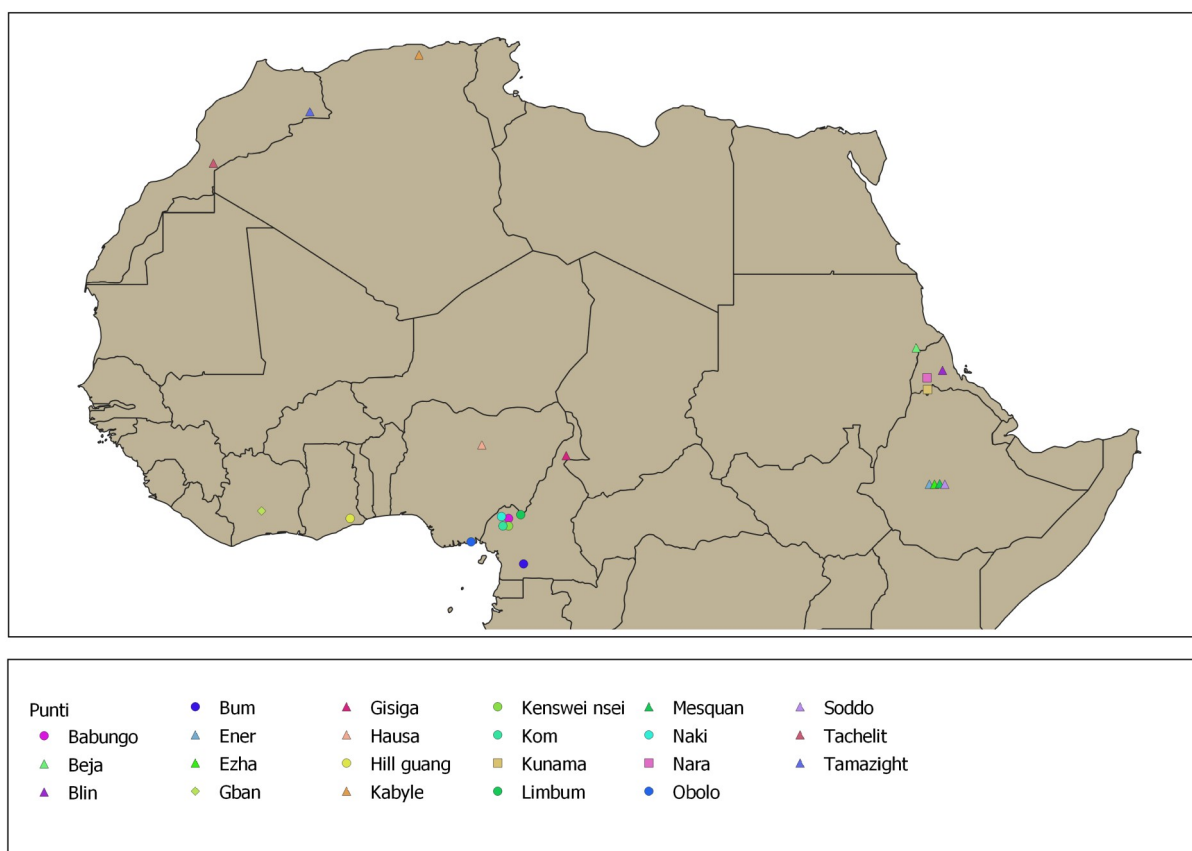 Punti
Babungo
Beja
Blin
Bum
Ener
Ezha
Gban
Gisiga
Hausa
Hill guang
Kabyle
Kenswei nsei
Kom
Kunama
Limbum
Mesquan
Naki
Nara
Obolo
Soddo
Tachelit
Tamazight